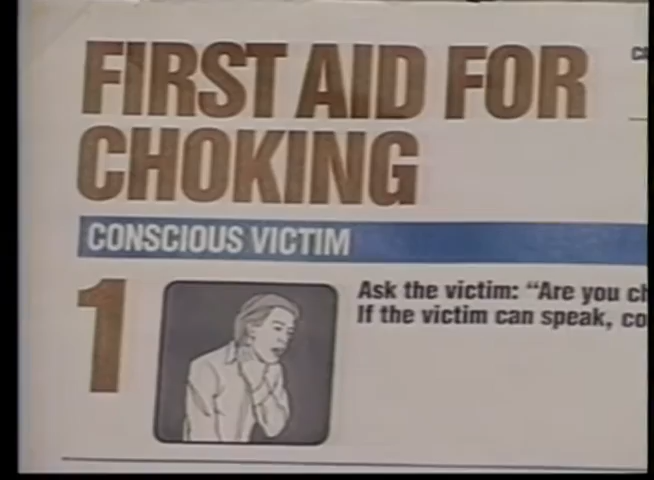 FIRST AID FOR
CHOKING
CONSCIOUS VICTIM
1
Ask the victim: "Are you
If the victim can speak,